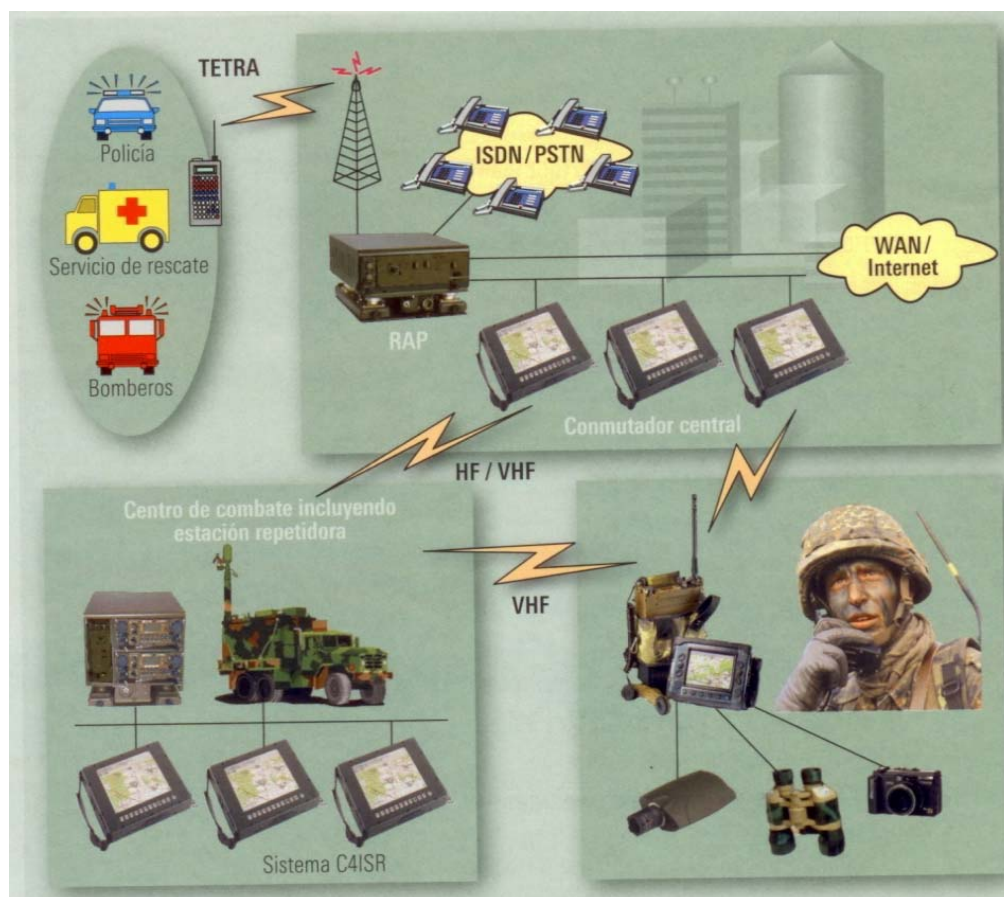 TETRA
Policía
Servicio de rescate
Bomberos
ISDN/PSTN
WAN/
Internet
RAP
Conmutador central
HF / VHF
Centro de combate incluyendo
estación repetidora
VHF
Sistema C4ISR